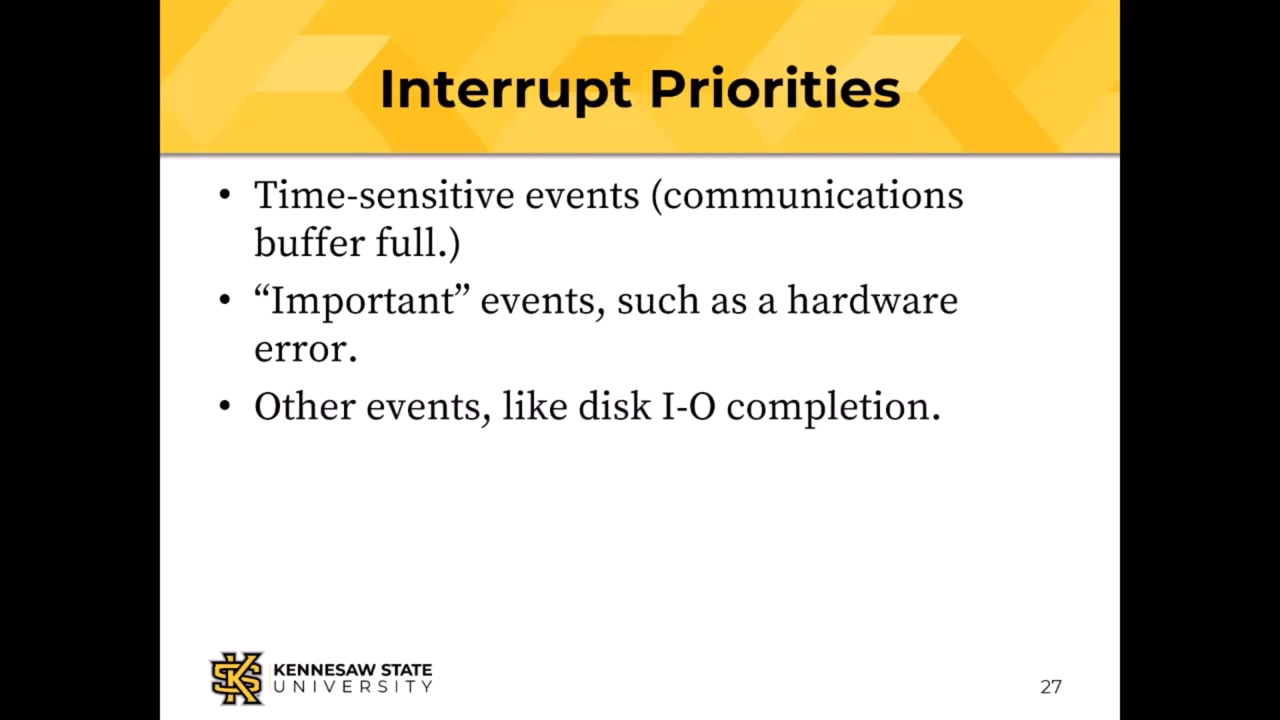 Interrupt Priorities
• Time-sensitive events (communications
buffer full.)
• “Important” events, such as a hardware
error.
• Other events, like disk I-O completion.
KS
KENNESAW STATE
UNIVERSITY
27